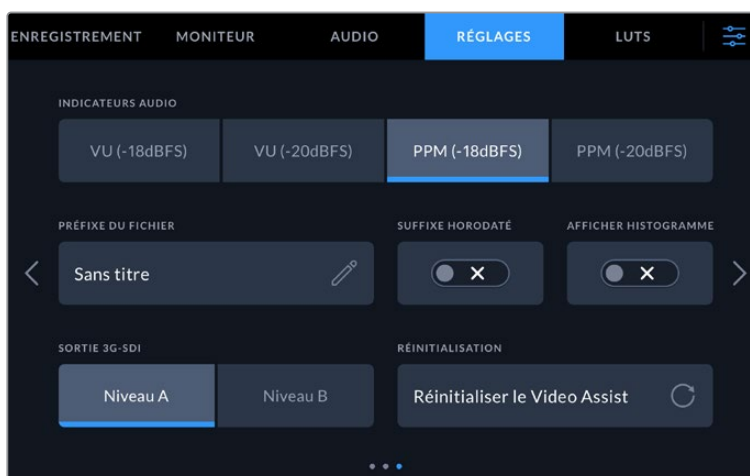 ENREGISTREMENT MONITEUR AUDIO RÉGLAGES LUTS
INDICATEURS AUDIO
VU (-18dBFS) VU (-20dBFS) PPM (-18dBFS) PPM (-20dBFS)
PRÉFIXE DU FICHIER SUFFIXE HORODATÉ AFFICHER HISTOGRAMME
Sans titre
SORTIE 3G-SDI RÉINITIALISATION
Niveau A Niveau B Réinitialiser le Video Assist